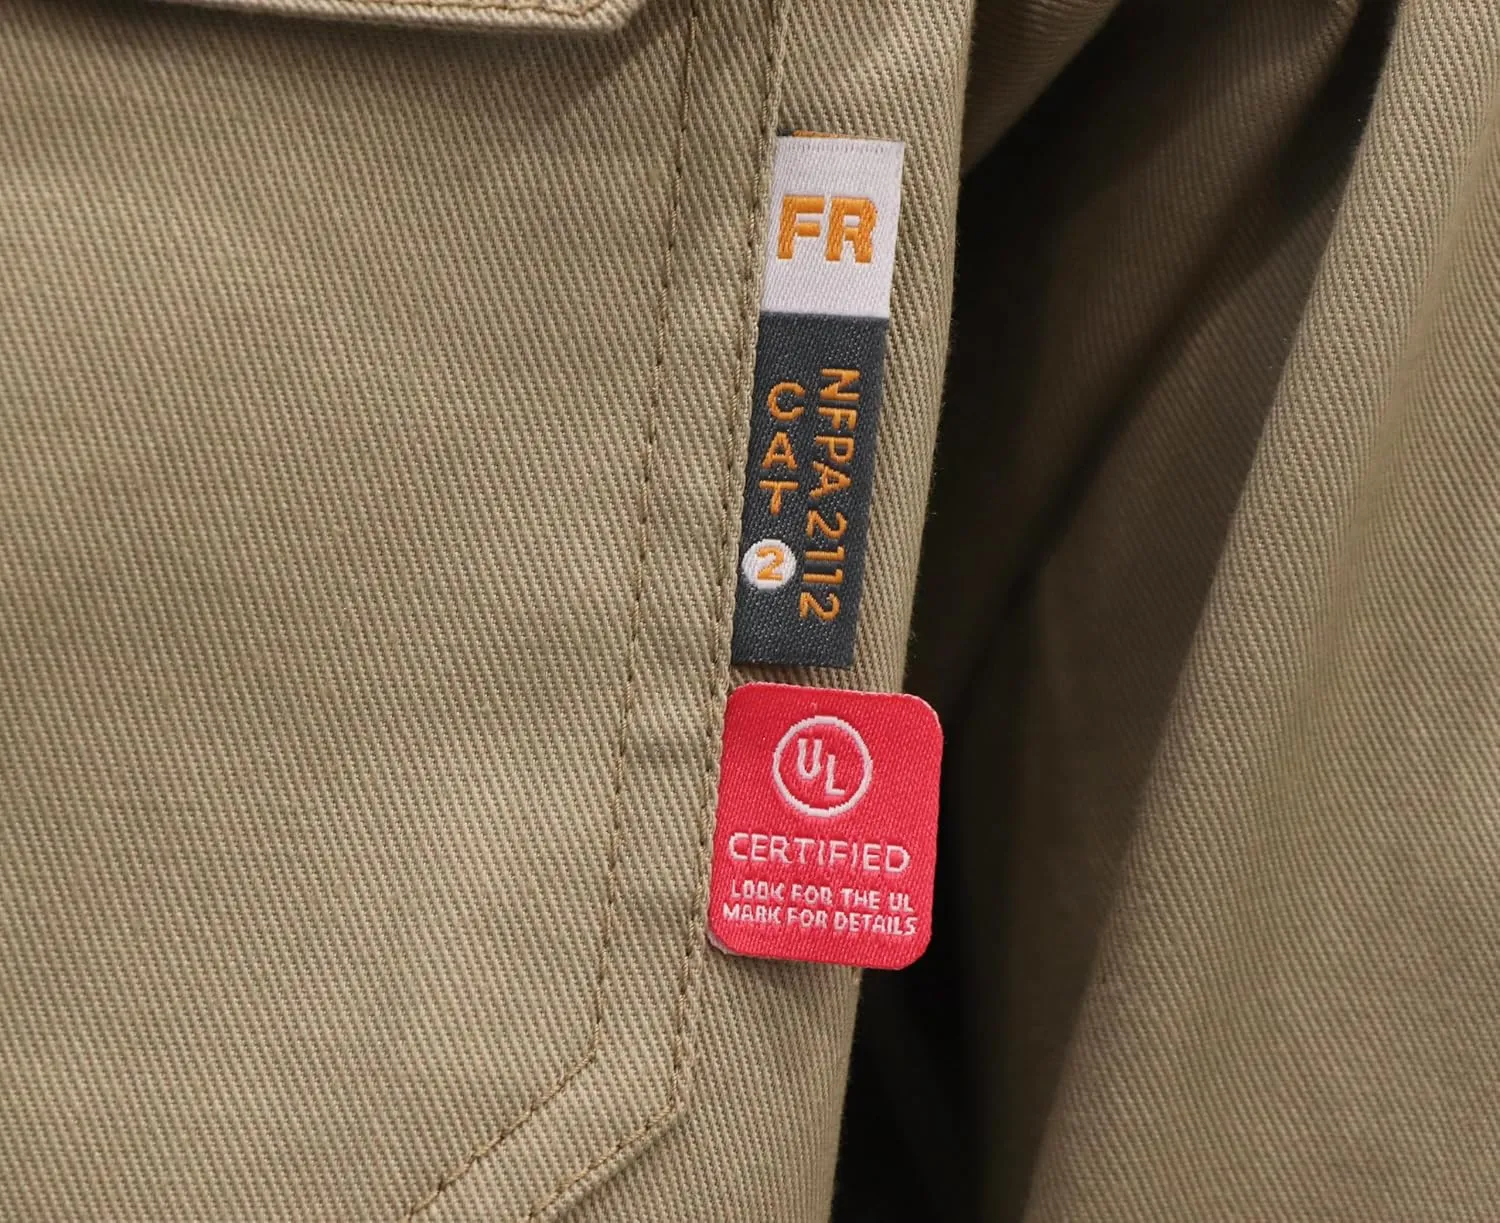 FR
NFPA 2112
CAT 2
UL
CERTIFIED
LOOK FOR THE UL
MARK FOR DETAILS